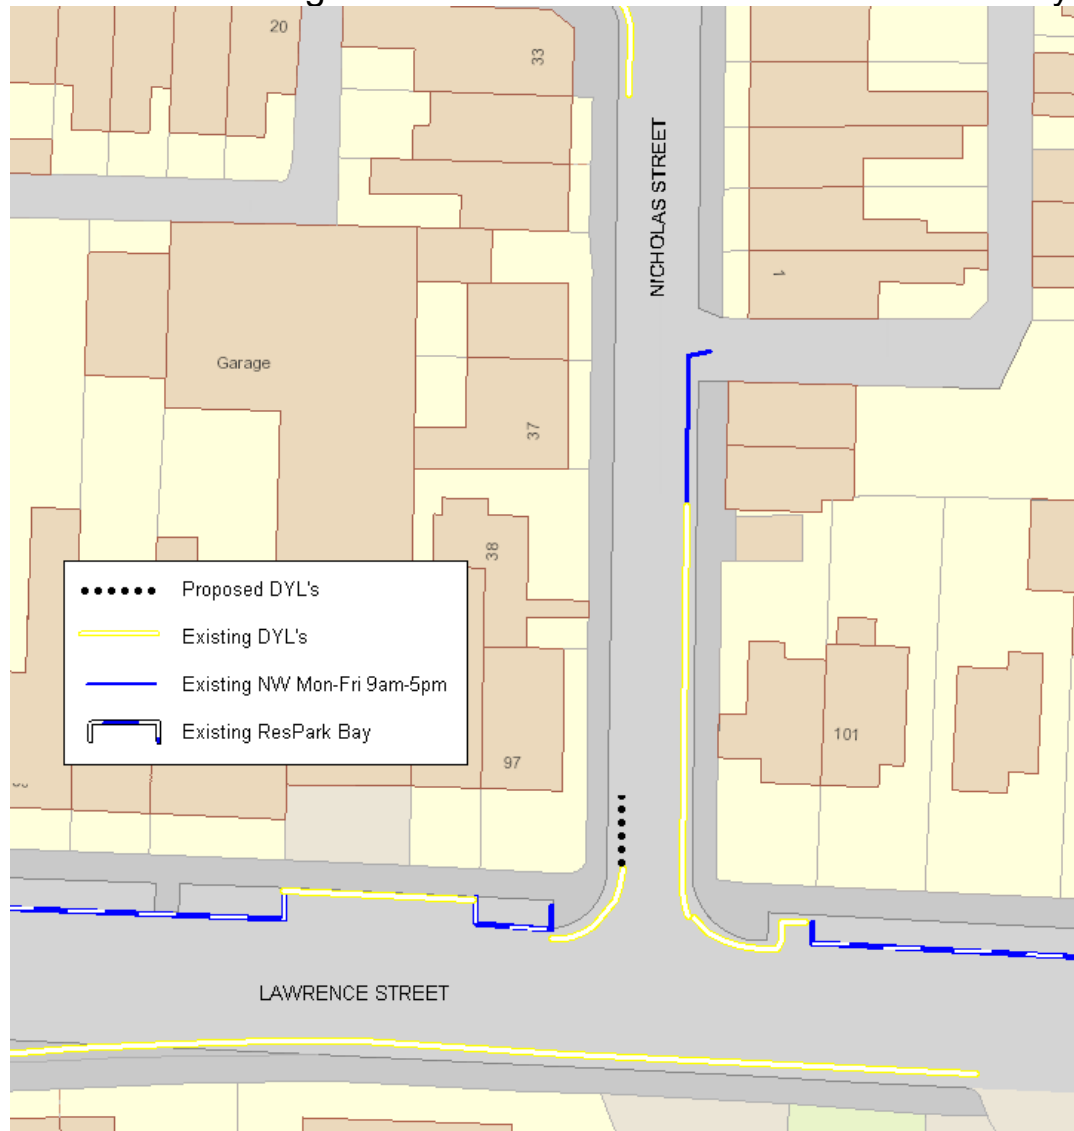 20
33
NICHOLAS STREET
1
Garage
37
38
Proposed DYL's
Existing DYL's
Existing NW Mon-Fri 9am-5pm
Existing ResPark Bay
101
97
LAWRENCE STREET